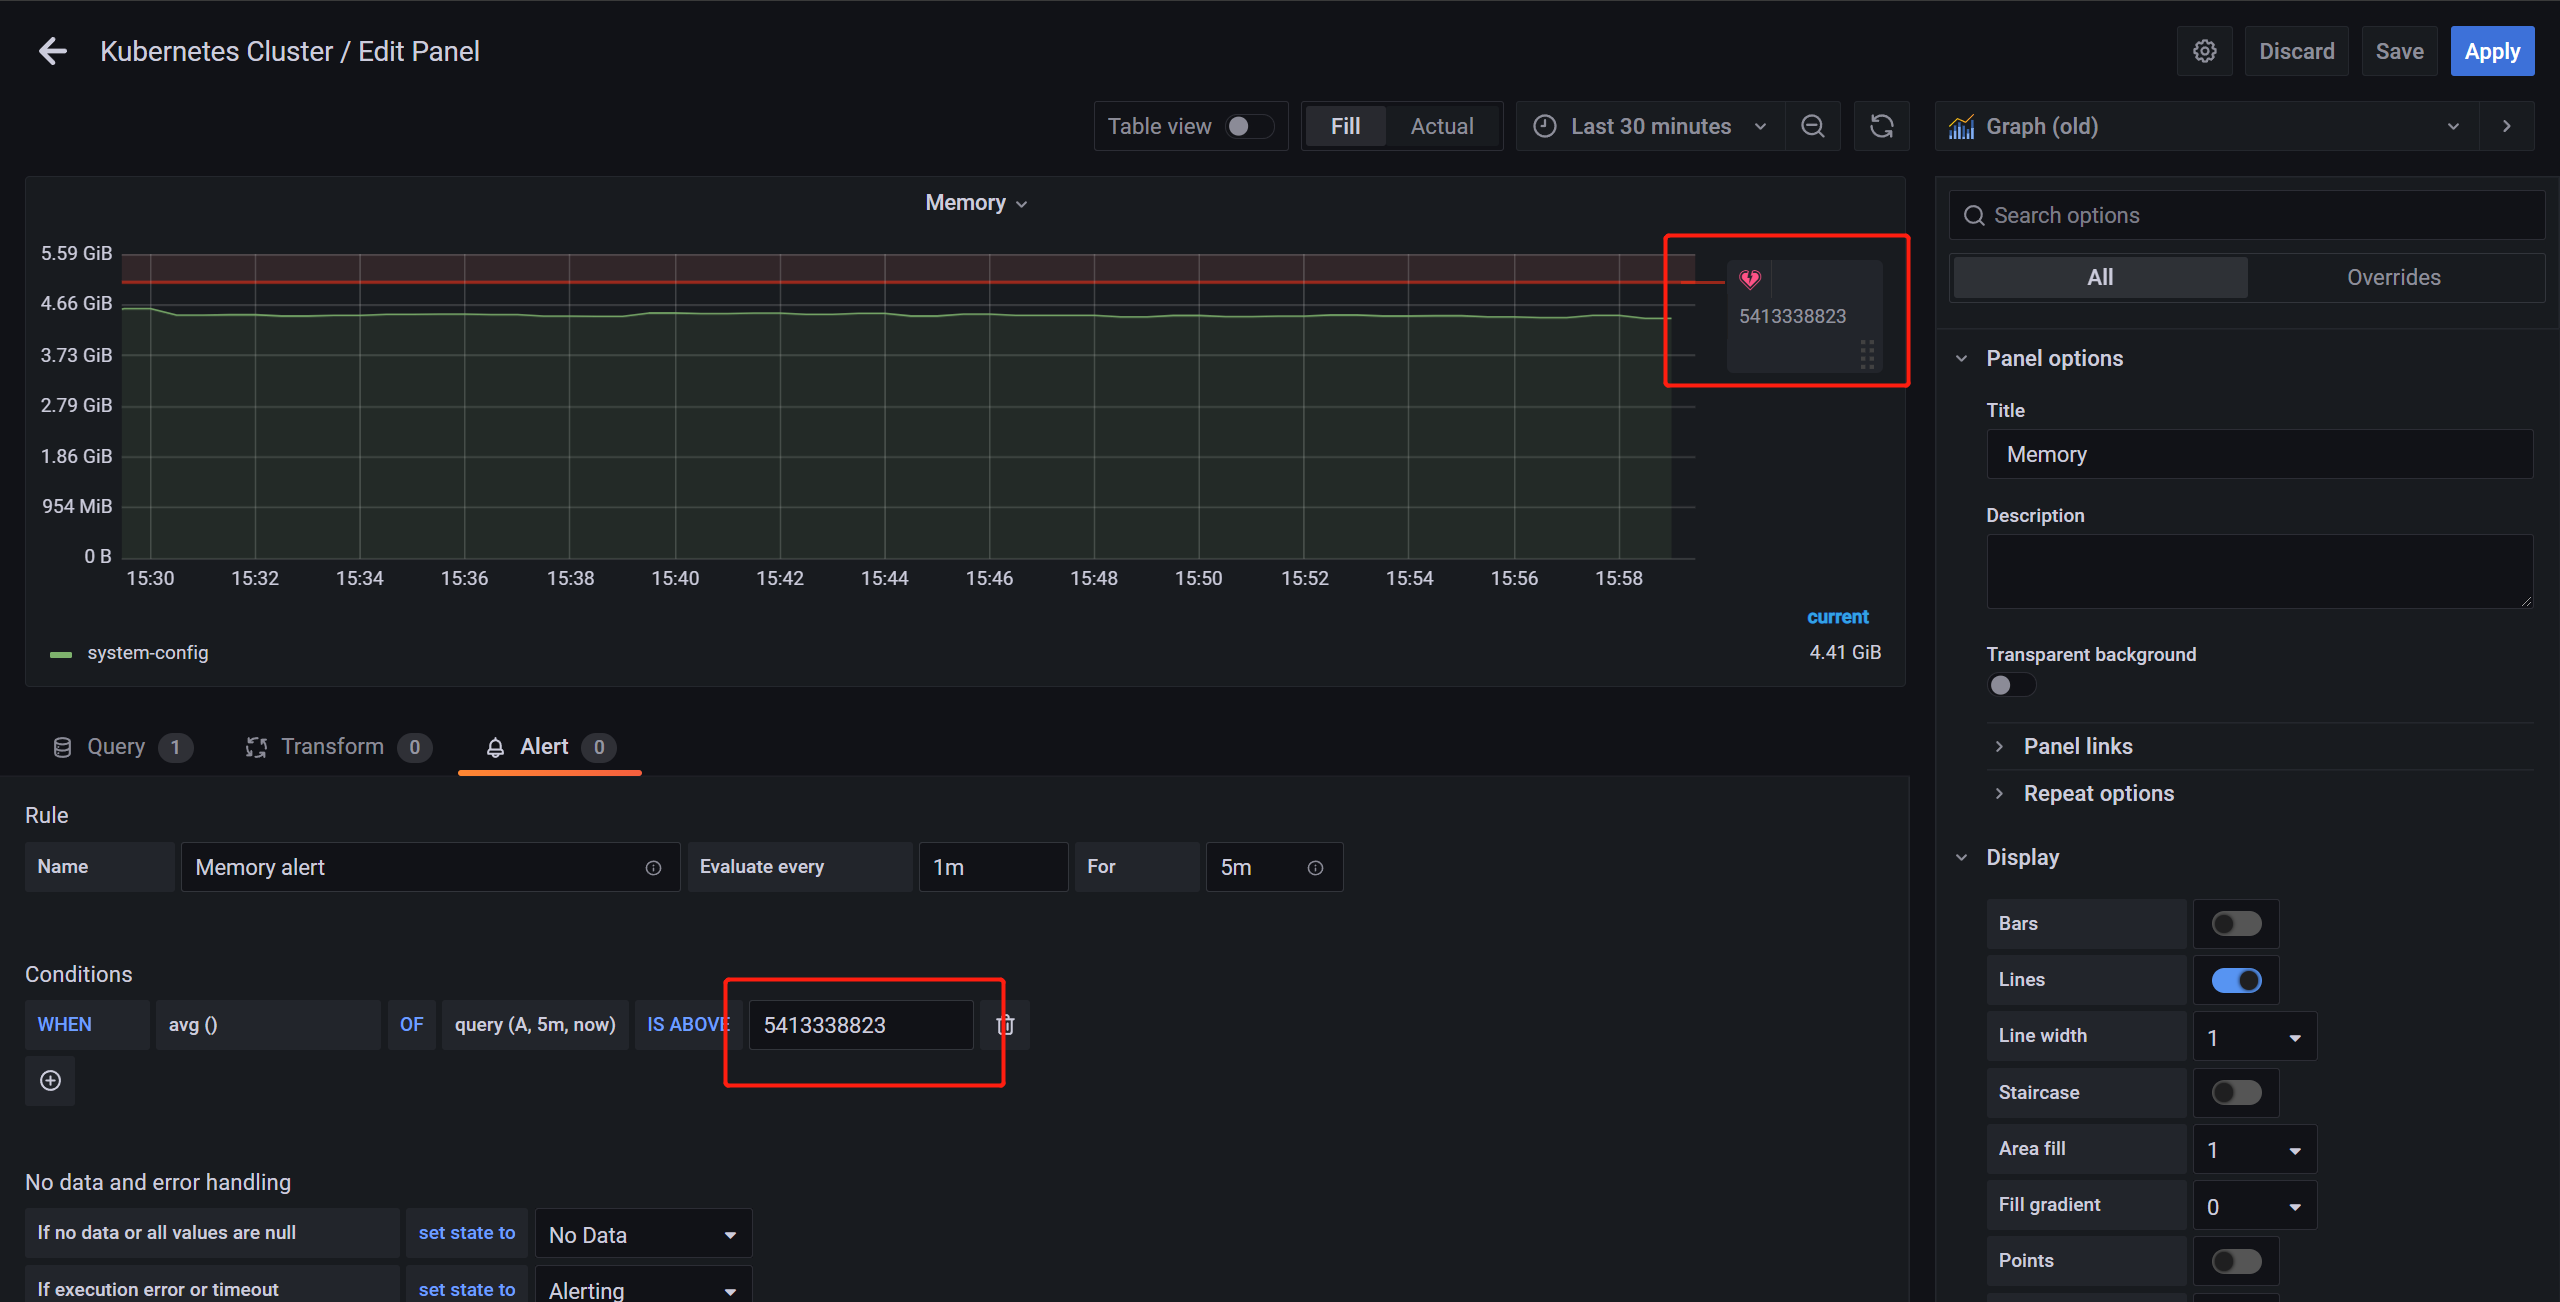 Kubernetes Cluster / Edit Panel
Discard
Save
Apply
Table view
Fill
Actual
Last 30 minutes
Graph (old)
Memory
5.59 GiB
4.66 GiB
3.73 GiB
2.79 GiB
1.86 GiB
954 MiB
0 B
15:30 15:32 15:34 15:36 15:38 15:40 15:42 15:44 15:46 15:48 15:50 15:52 15:54 15:56 15:58
5413338823
current
system-config 4.41 GiB
Query 1
Transform 0
Alert 0
Rule
Name Memory alert Evaluate every 1m For 5m
Conditions
WHEN avg () OF query (A, 5m, now) IS ABOVE 5413338823
No data and error handling
If no data or all values are null set state to No Data
If execution error or timeout set state to Alerting
Search options
All Overrides
Panel options
Title
Memory
Description
Transparent background
Panel links
Repeat options
Display
Bars
Lines
Line width 1
Staircase
Area fill 1
Fill gradient 0
Points